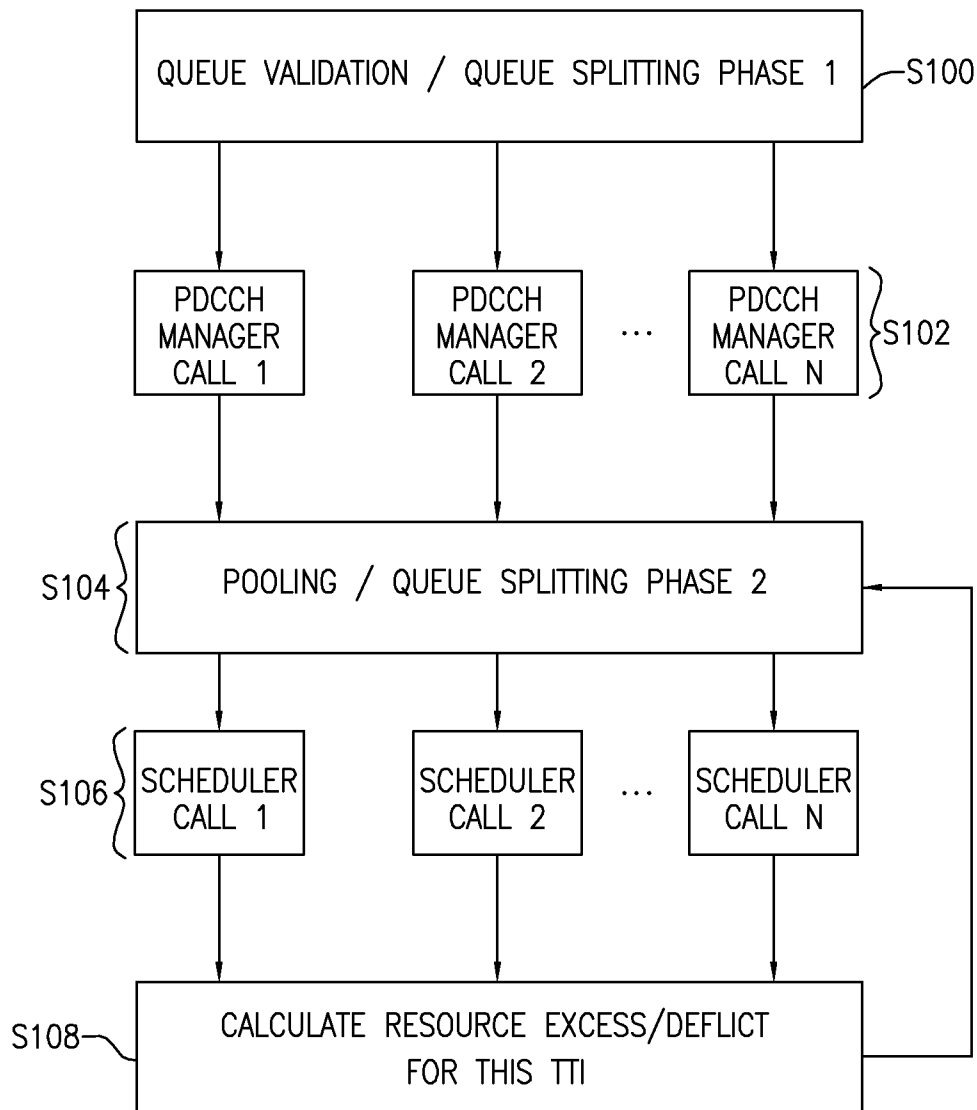 QUEUE VALIDATION / QUEUE SPLITTING PHASE 1
S100
PDCCH
MANAGER
CALL 1
PDCCH
MANAGER
CALL 2
...
PDCCH
MANAGER
CALL N
S102
S104
POOLING / QUEUE SPLITTING PHASE 2
S106
SCHEDULER
CALL 1
SCHEDULER
CALL 2
...
SCHEDULER
CALL N
S108
CALCULATE RESOURCE EXCESS/DEFLICT
FOR THIS TTI